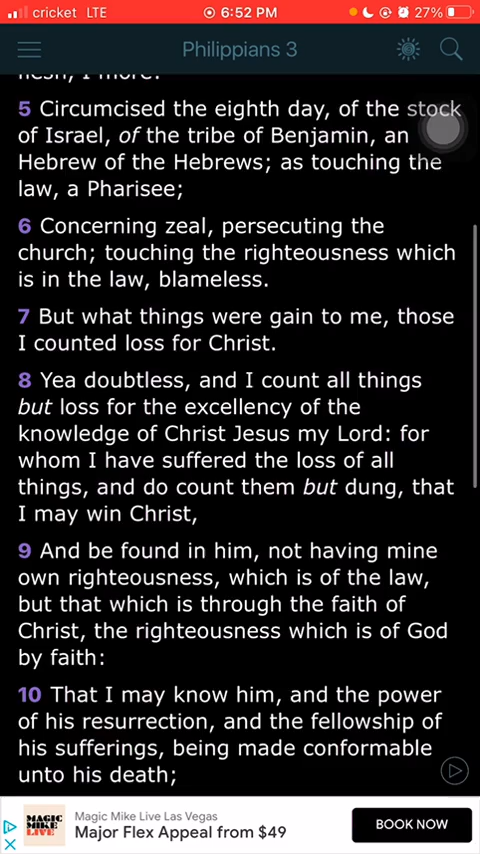 cricket LTE 6:52 PM 27%
Philippians 3
flesh, I more:
5 Circumcised the eighth day, of the stock
of Israel, of the tribe of Benjamin, an
Hebrew of the Hebrews; as touching the
law, a Pharisee;
6 Concerning zeal, persecuting the
church; touching the righteousness which
is in the law, blameless.
7 But what things were gain to me, those
I counted loss for Christ.
8 Yea doubtless, and I count all things
but loss for the excellency of the
knowledge of Christ Jesus my Lord: for
whom I have suffered the loss of all
things, and do count them but dung, that
I may win Christ,
9 And be found in him, not having mine
own righteousness, which is of the law,
but that which is through the faith of
Christ, the righteousness which is of God
by faith:
10 That I may know him, and the power
of his resurrection, and the fellowship of
his sufferings, being made conformable
unto his death;
MAGIC
MIKE
LIVE
Magic Mike Live Las Vegas
Major Flex Appeal from $49
BOOK NOW